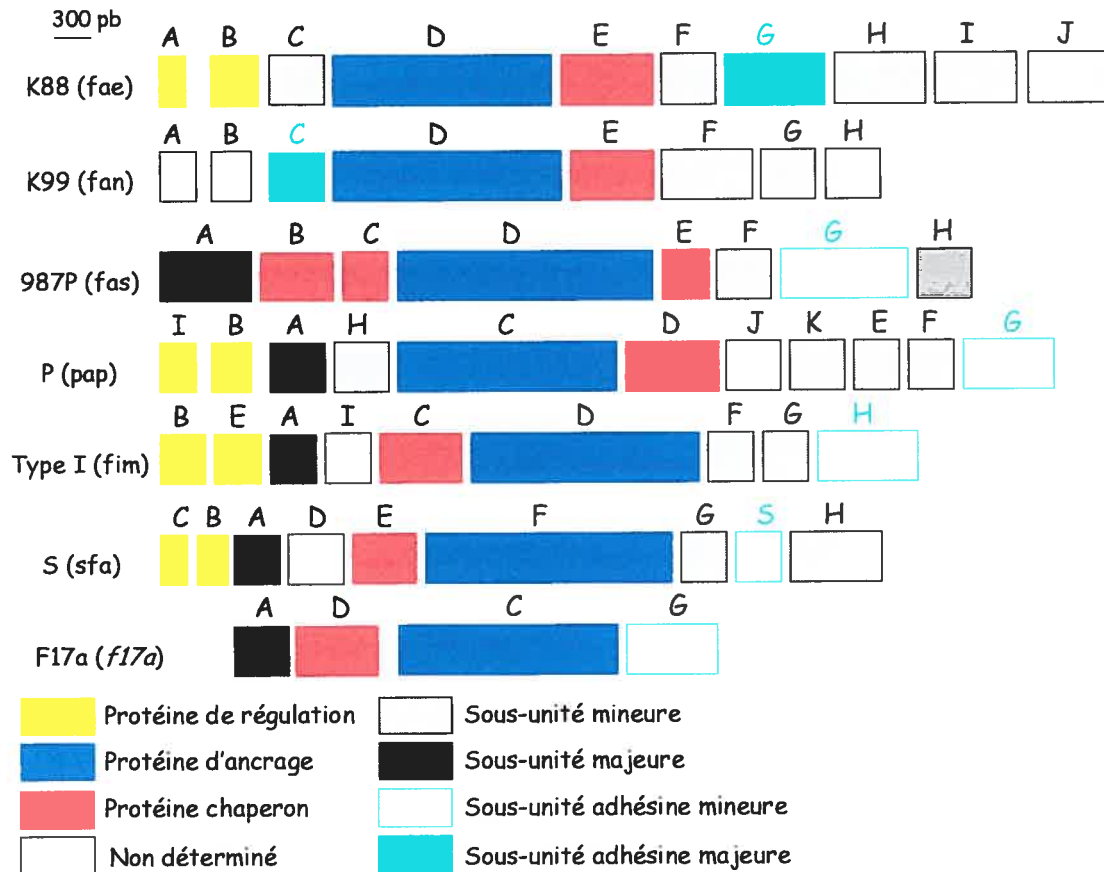 300 pb
A B C D E F G H I J
K88 (fae)
A B C D E F G H
K99 (fan)
A B C D E F G H
987P (fas)
I B A H C D J K E F G
P (pap)
B E A I C D F G H
Type I (fim)
C B A D E F G S H
S (sfa)
A D C G
F17a (f17a)
Protéine de régulation
Sous-unité mineure
Protéine d'ancrage
Sous-unité majeure
Protéine chaperon
Sous-unité adhésine mineure
Non déterminé
Sous-unité adhésine majeure